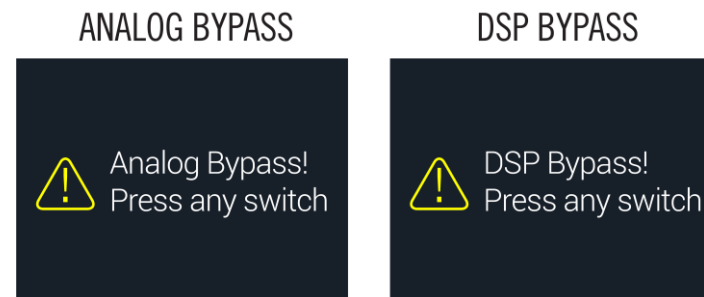 ANALOG BYPASS
Analog Bypass!
Press any switch
DSP BYPASS
DSP Bypass!
Press any switch